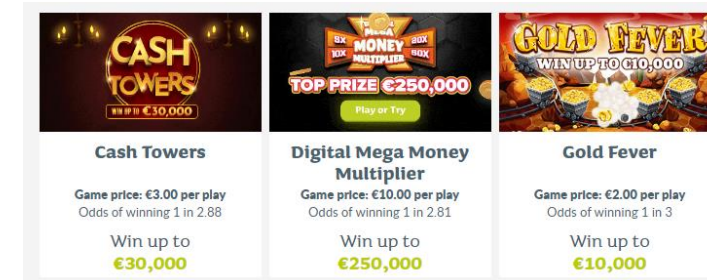 CASH
TOWERS
WIN UP TO €30,000
Cash Towers
Game price: €3.00 per play
Odds of winning 1 in 2.88
Win up to
€30,000
MEGA
5X MONEY 20X
10X MULTIPLIER 50X
TOP PRIZE €250,000
Play or Try
Digital Mega Money
Multiplier
Game price: €10.00 per play
Odds of winning 1 in 2.81
Win up to
€250,000
GOLD FEVER
WIN UP TO €10,000
Gold Fever
Game price: €2.00 per play
Odds of winning 1 in 3
Win up to
€10,000